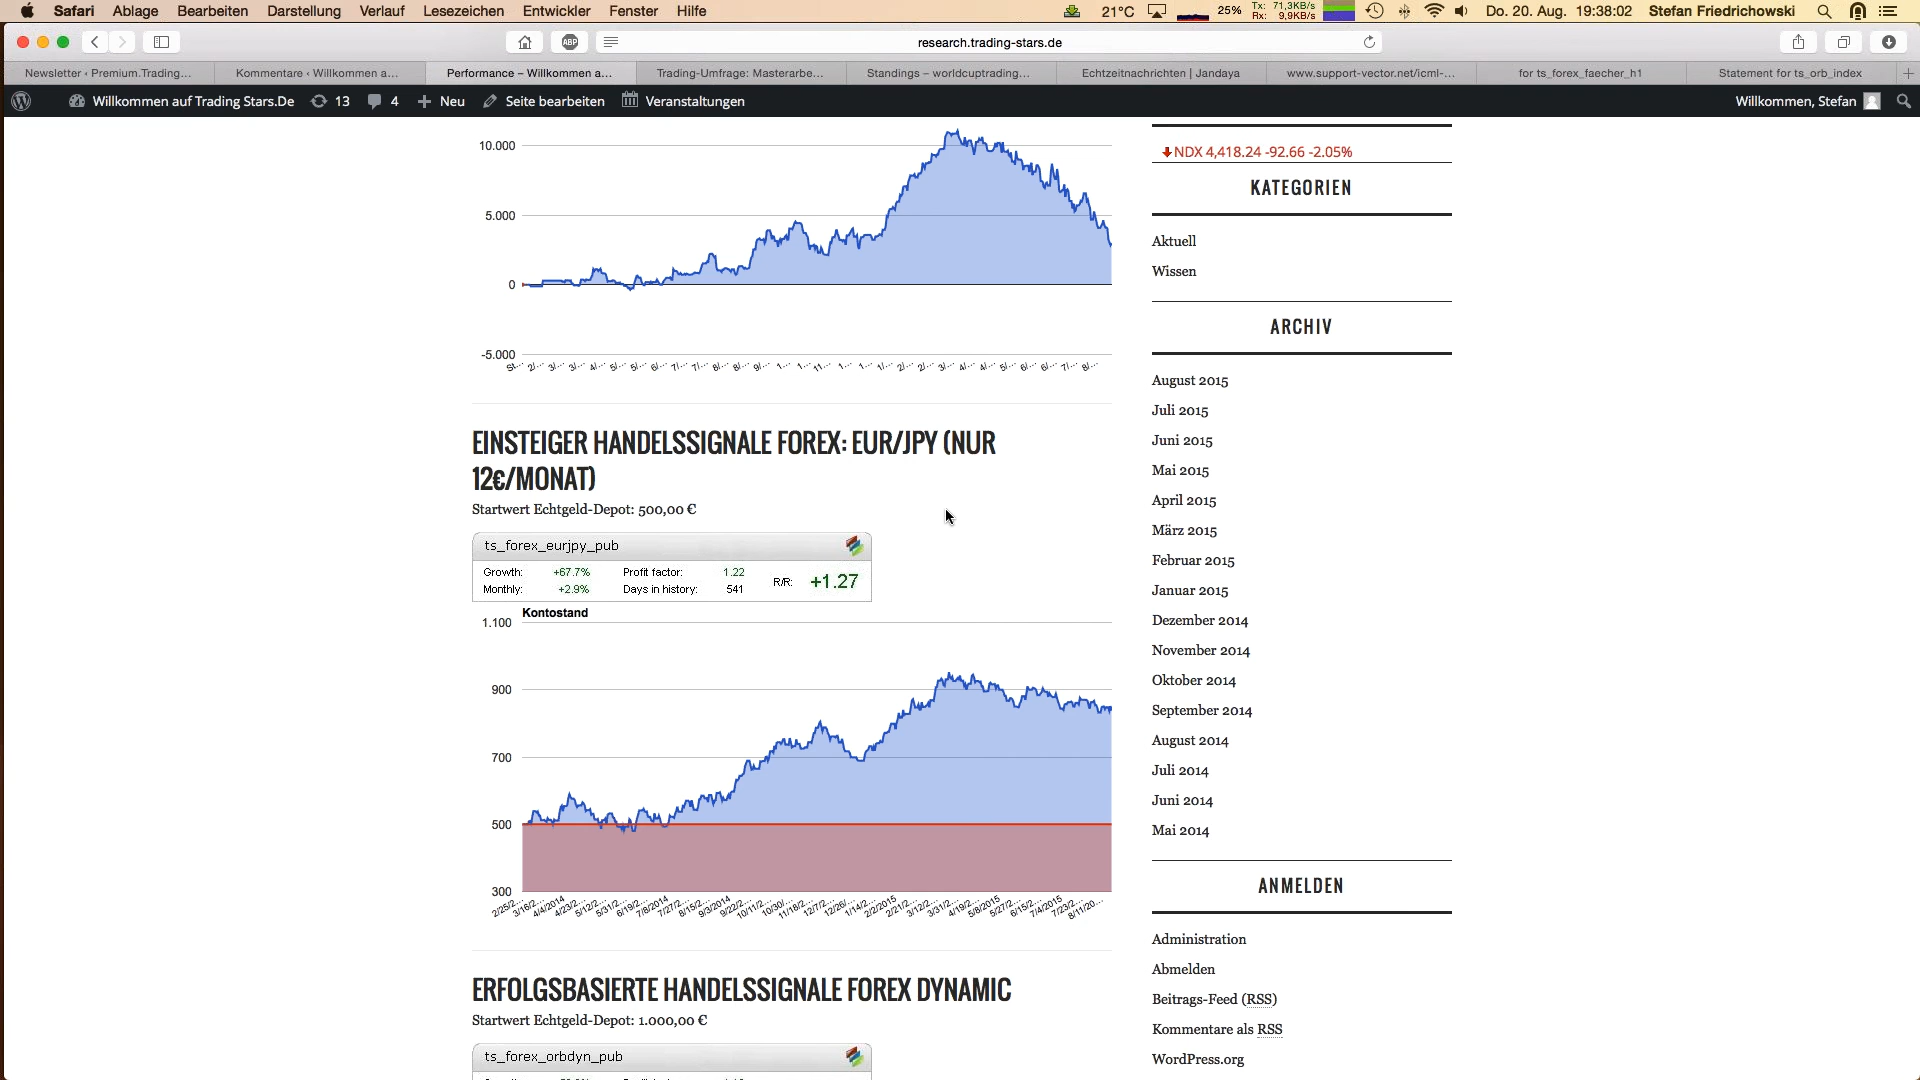 Safari Ablage Bearbeiten Darstellung Verlauf Lesezeichen Entwickler Fenster Hilfe
21°C 25% Tx: 71,3KB/s Rx: 9,9KB/s Do. 20. Aug. 19:38:02 Stefan Friedrichowski
ABP research.trading-stars.de
Newsletter ‹ Premium.Trading... Kommentare ‹ Willkommen a... Performance – Willkommen a... Trading-Umfrage: Masterarbe... Standings – worldcuptrading.... Echtzeitnachrichten | Jandaya www.support-vector.net/icml-... for ts_forex_faecher_h1 Statement for ts_orb_index
Willkommen auf Trading Stars.De 13 4 Neu Seite bearbeiten Veranstaltungen Willkommen, Stefan
10.000
5.000
0
-5.000
EINSTEIGER HANDELSSIGNALE FOREX: EUR/JPY (NUR
12€/MONAT)
Startwert Echtgeld-Depot: 500,00 €
ts_forex_eurjpy_pub
Growth: +67.7% Profit factor: 1.22
Monthly: +2.9% Days in history: 541
R/R: +1.27
Kontostand
1.100
900
700
500
300
ERFOLGSBASIERTE HANDELSSIGNALE FOREX DYNAMIC
Startwert Echtgeld-Depot: 1.000,00 €
ts_forex_orbdyn_pub
NDX 4,418.24 -92.66 -2.05%
KATEGORIEN
Aktuell
Wissen
ARCHIV
August 2015
Juli 2015
Juni 2015
Mai 2015
April 2015
März 2015
Februar 2015
Januar 2015
Dezember 2014
November 2014
Oktober 2014
September 2014
August 2014
Juli 2014
Juni 2014
Mai 2014
ANMELDEN
Administration
Abmelden
Beitrags-Feed (RSS)
Kommentare als RSS
WordPress.org